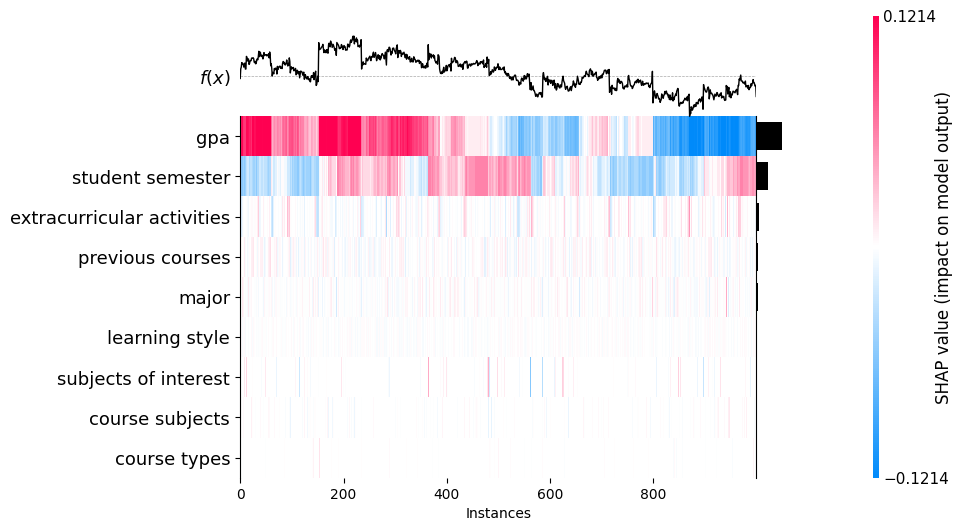 0.1214
f(x)
gpa
student semester
extracurricular activities
previous courses
major
learning style
subjects of interest
course subjects
course types
SHAP value (impact on model output)
−0.1214
0 200 400 600 800
Instances